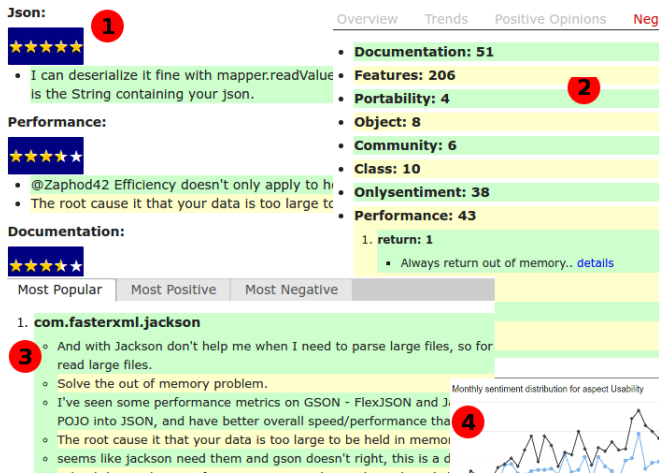 Json:
1
I can deserialize it fine with mapper.readValue
is the String containing your json.
Performance:
@Zaphod42 Efficiency doesn't only apply to
The root cause it that your data is too large to
Documentation:
Overview Trends Positive Opinions Neg
Documentation: 51
Features: 206
2
Portability: 4
Object: 8
Community: 6
Class: 10
Onlysentiment: 38
Performance: 43
1. return: 1
Always return out of memory.. details
Most Popular Most Positive Most Negative
1. com.fasterxml.jackson
3
And with Jackson don't help me when I need to parse large files, so for
read large files.
Solve the out of memory problem.
I've seen some performance metrics on GSON - FlexJSON and
POJO into JSON, and have better overall speed/performance
The root cause it that your data is too large to be held in
seems like jackson need them and gson doesn't right, this is a
Monthly sentiment distribution for aspect Usability
4